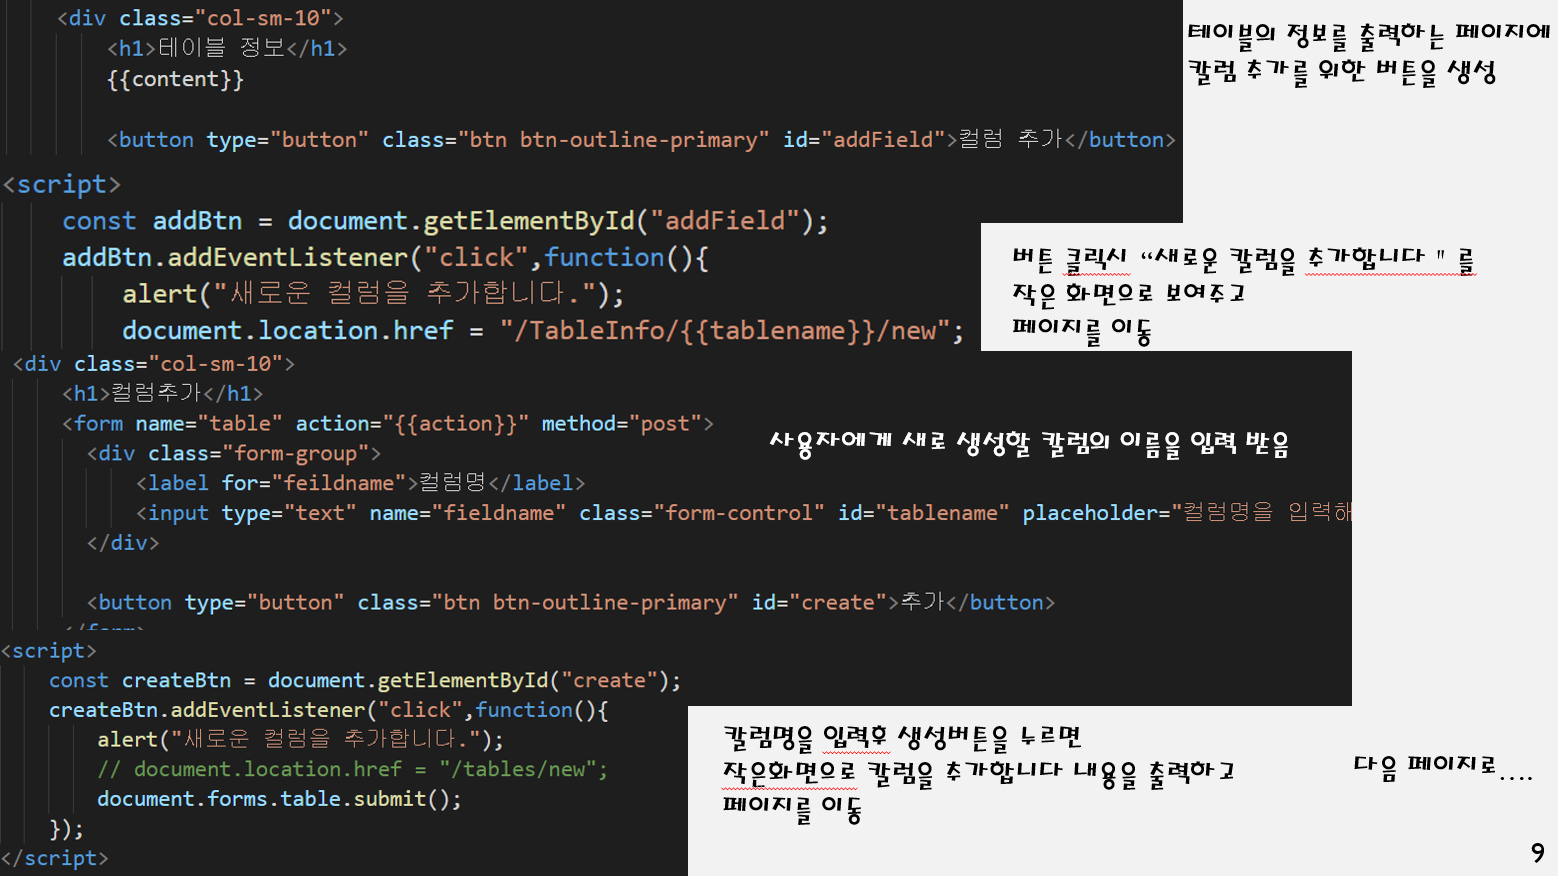 <div class="col-sm-10">
<h1>테이블 정보</h1>
{{content}}
<button type="button" class="btn btn-outline-primary" id="addField">컬럼 추가</button>
테이블의 정보를 출력하는 페이지에
칼럼 추가를 위한 버튼을 생성
<script>
const addBtn = document.getElementById("addField");
addBtn.addEventListener("click",function(){
alert("새로운 컬럼을 추가합니다.");
document.location.href = "/TableInfo/{{tablename}}/new";
버튼 클릭시 “새로운 칼럼을 추가합니다 " 를
작은 화면으로 보여주고
페이지를 이동
<div class="col-sm-10">
<h1>컬럼추가</h1>
<form name="table" action="{{action}}" method="post">
<div class="form-group">
<label for="feildname">컬럼명</label>
<input type="text" name="fieldname" class="form-control" id="tablename" placeholder="컬럼명을 입력해
</div>
<button type="button" class="btn btn-outline-primary" id="create">추가</button>
</form>
사용자에게 새로 생성할 칼럼의 이름을 입력 받음
<script>
const createBtn = document.getElementById("create");
createBtn.addEventListener("click",function(){
alert("새로운 컬럼을 추가합니다.");
// document.location.href = "/tables/new";
document.forms.table.submit();
});
</script>
칼럼명을 입력후 생성버튼을 누르면
작은화면으로 칼럼을 추가합니다 내용을 출력하고
페이지를 이동
다음 페이지로....
9